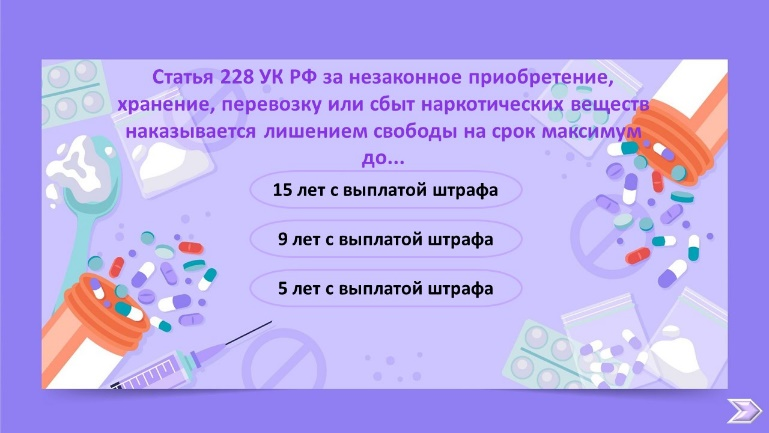 Статья 228 УК РФ за незаконное приобретение,
хранение, перевозку или сбыт наркотических веществ
наказывается лишением свободы на срок максимум
до...
15 лет с выплатой штрафа
9 лет с выплатой штрафа
5 лет с выплатой штрафа